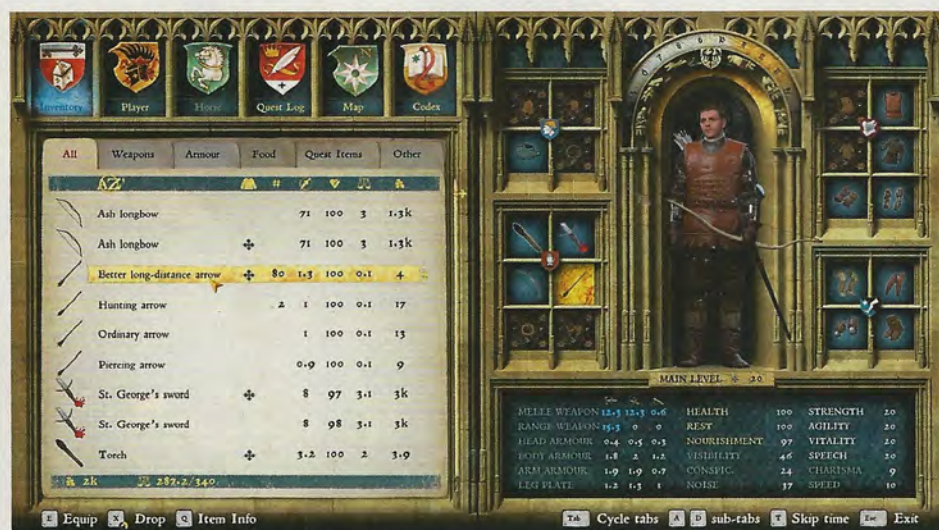 Inventory
Player
Horse
Quest Log
Map
Codex
All Weapons Armour Food Quest Items Other
#
Ash longbow 71 100 3 1.3k
Ash longbow 71 100 3 1.3k
Better long-distance arrow 80 1.3 100 0.1 4
Hunting arrow 2 1 100 0.1 17
Ordinary arrow 1 100 0.1 13
Piercing arrow 0.9 100 0.1 9
St. George's sword 8 97 3.1 3k
St. George's sword 8 98 3.1 3k
Torch 3.2 100 2 3.9
2k 287.2/340
E Equip X Drop Q Item Info
N
MAIN LEVEL 20
MELEE WEAPON 12.3 12.3 0.6 HEALTH 100 STRENGTH 20
RANGE WEAPON 15.3 0 0 REST 100 AGILITY 20
HEAD ARMOUR 0.4 0.5 0.3 NOURISHMENT 97 VITALITY 20
BODY ARMOUR 1.8 2 1.2 VISIBILITY 46 SPEECH 20
ARM ARMOUR 1.9 1.9 0.7 CONSPIC. 24 CHARISMA 9
LEG PLATE 1.2 1.3 1 NOISE 37 SPEED 10
Tab Cycle tabs A D sub-tabs T Skip time Esc Exit